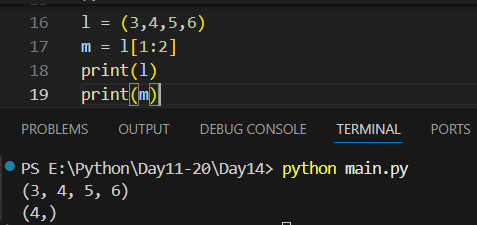 16 l = (3,4,5,6)
17 m = l[1:2]
18 print(l)
19 print(m)
PROBLEMS OUTPUT DEBUG CONSOLE TERMINAL PORTS
PS E:\Python\Day11-20\Day14> python main.py
(3, 4, 5, 6)
(4,)